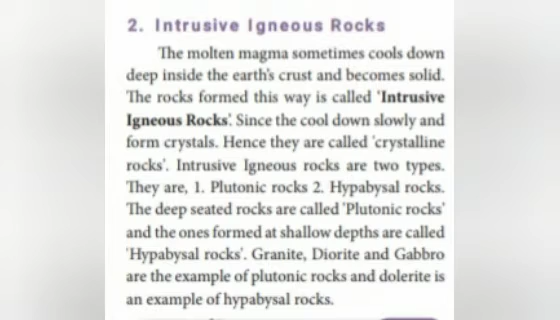 2. Intrusive Igneous Rocks
The molten magma sometimes cools down
deep inside the earth's crust and becomes solid.
The rocks formed this way is called 'Intrusive
Igneous Rocks'. Since the cool down slowly and
form crystals. Hence they are called 'crystalline
rocks'. Intrusive Igneous rocks are two types.
They are, 1. Plutonic rocks 2. Hypabysal rocks.
The deep seated rocks are called 'Plutonic rocks'
and the ones formed at shallow depths are called
'Hypabysal rocks'. Granite, Diorite and Gabbro
are the example of plutonic rocks and dolerite is
an example of hypabysal rocks.